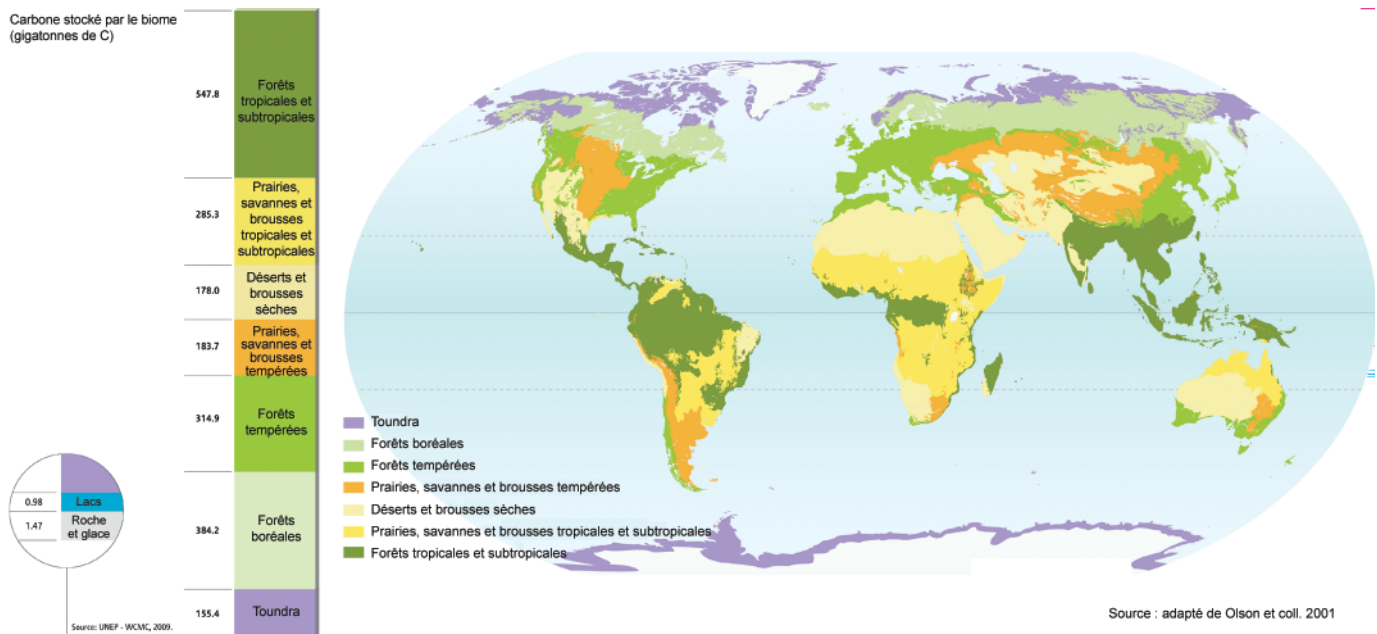 Carbone stocké par le biome
(gigatonnes de C)
547.8
Forêts
tropicales et
subtropicales
285.3
Prairies,
savannes et
brousses
tropicales et
subtropicales
178.0
Déserts et
brousses
sèches
183.7
Prairies,
savannes et
brousses
tempérées
314.9
Forêts
tempérées
384.2
Forêts
boréales
155.4
Toundra
0.98
Lacs
1.47
Roche
et glace
Source: UNEP - WCMC, 2009.
Toundra
Forêts boréales
Forêts tempérées
Prairies, savannes et brousses tempérées
Déserts et brousses sèches
Prairies, savannes et brousses tropicales et subtropicales
Forêts tropicales et subtropicales
Source : adapté de Olson et coll. 2001